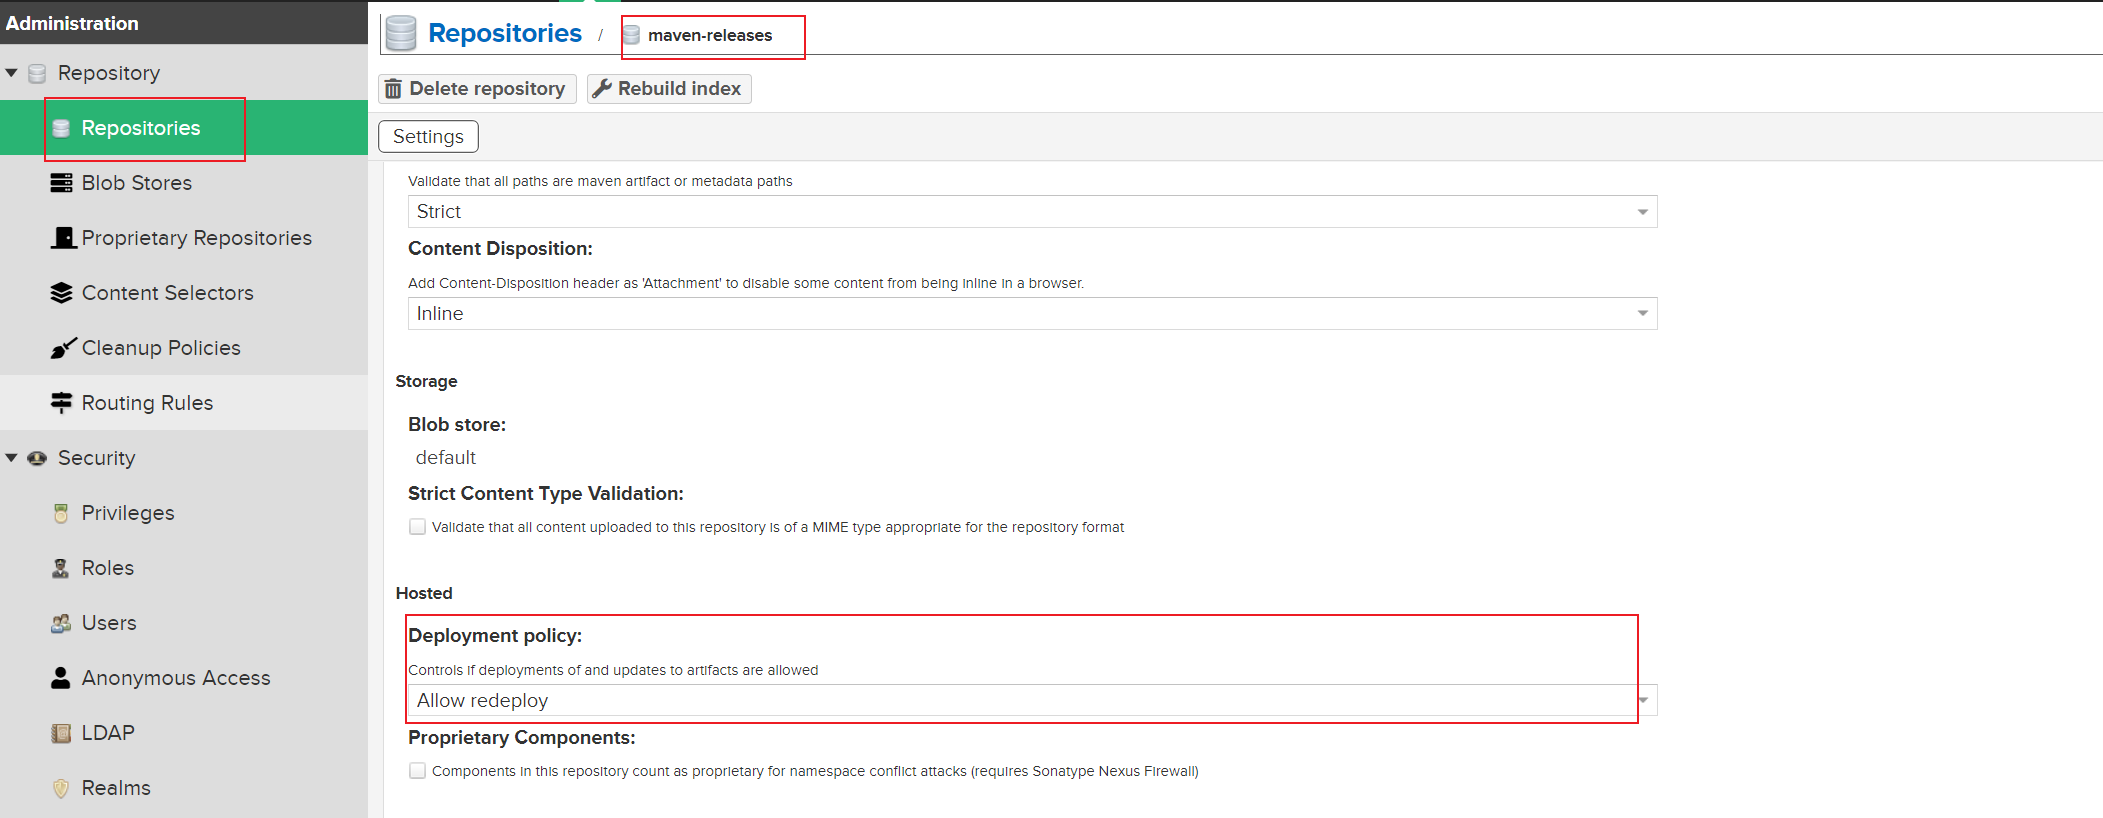 Administration
Repository
Repositories
Blob Stores
Proprietary Repositories
Content Selectors
Cleanup Policies
Routing Rules
Security
Privileges
Roles
Users
Anonymous Access
LDAP
Realms
Repositories / maven-releases
Delete repository Rebuild index
Settings
Validate that all paths are maven artifact or metadata paths
Strict
Content Disposition:
Add Content-Disposition header as 'Attachment' to disable some content from being inline in a browser.
Inline
Storage
Blob store:
default
Strict Content Type Validation:
Validate that all content uploaded to this repository is of a MIME type appropriate for the repository format
Hosted
Deployment policy:
Controls if deployments of and updates to artifacts are allowed
Allow redeploy
Proprietary Components:
Components in this repository count as proprietary for namespace conflict attacks (requires Sonatype Nexus Firewall)